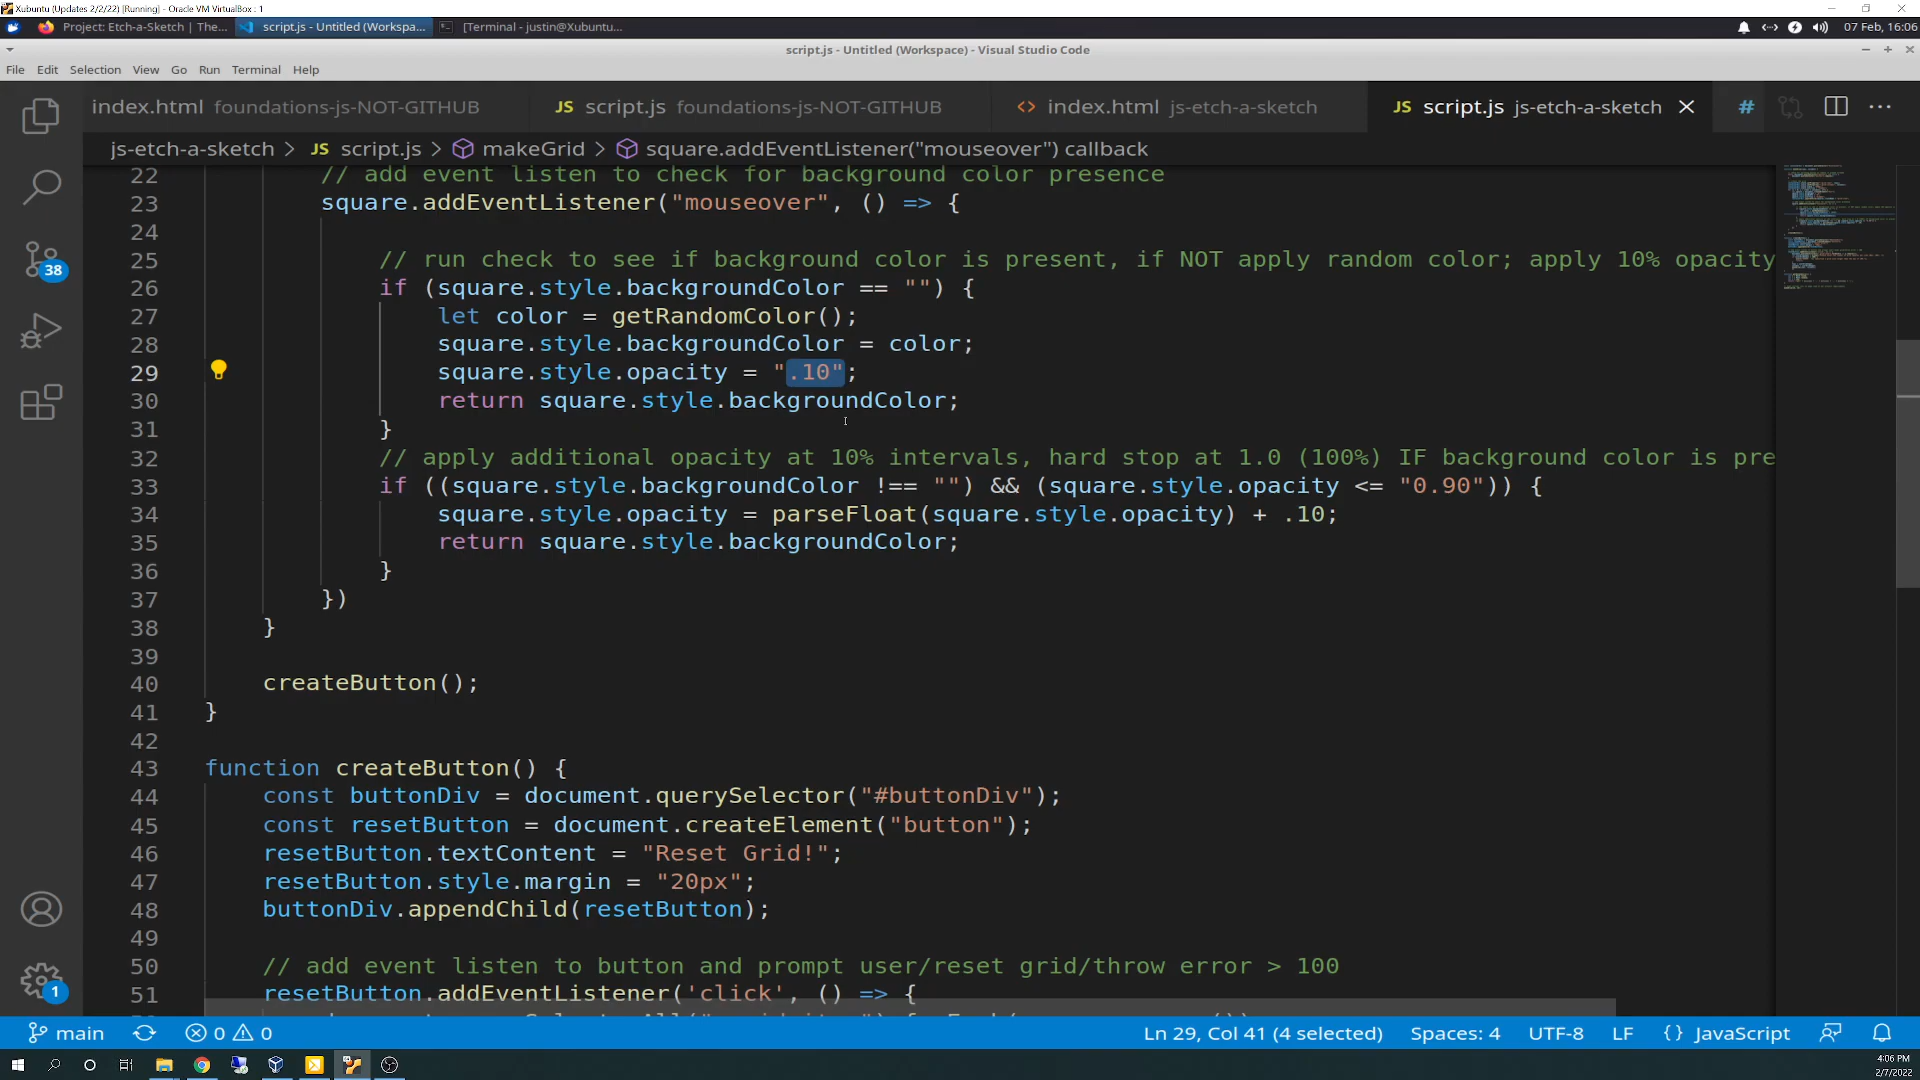 Xubuntu (Updates 2/2/22) [Running] - Oracle VM VirtualBox : 1
Project: Etch-a-Sketch | The...
script.js - Untitled (Workspa...
[Terminal - justin@Xubuntu...
07 Feb, 16:06
script.js - Untitled (Workspace) - Visual Studio Code
File Edit Selection View Go Run Terminal Help
index.html foundations-js-NOT-GITHUB
JS script.js foundations-js-NOT-GITHUB
<> index.html js-etch-a-sketch
JS script.js js-etch-a-sketch
#
js-etch-a-sketch > JS script.js > makeGrid > square.addEventListener("mouseover") callback
22 // add event listen to check for background color presence
23 square.addEventListener("mouseover", () => {
24
25 // run check to see if background color is present, if NOT apply random color; apply 10% opacity
26 if (square.style.backgroundColor == "") {
27 let color = getRandomColor();
28 square.style.backgroundColor = color;
29 square.style.opacity = ".10";
30 return square.style.backgroundColor;
31 }
32 // apply additional opacity at 10% intervals, hard stop at 1.0 (100%) IF background color is pre
33 if ((square.style.backgroundColor !== "") && (square.style.opacity <= "0.90")) {
34 square.style.opacity = parseFloat(square.style.opacity) + .10;
35 return square.style.backgroundColor;
36 }
37 })
38 }
39
40 createButton();
41 }
42
43 function createButton() {
44 const buttonDiv = document.querySelector("#buttonDiv");
45 const resetButton = document.createElement("button");
46 resetButton.textContent = "Reset Grid!";
47 resetButton.style.margin = "20px";
48 buttonDiv.appendChild(resetButton);
49
50 // add event listen to button and prompt user/reset grid/throw error > 100
51 resetButton.addEventListener('click', () => {
38
1
main
0 0
Ln 29, Col 41 (4 selected)
Spaces: 4
UTF-8
LF
{ } JavaScript
4:06 PM
2/7/2022